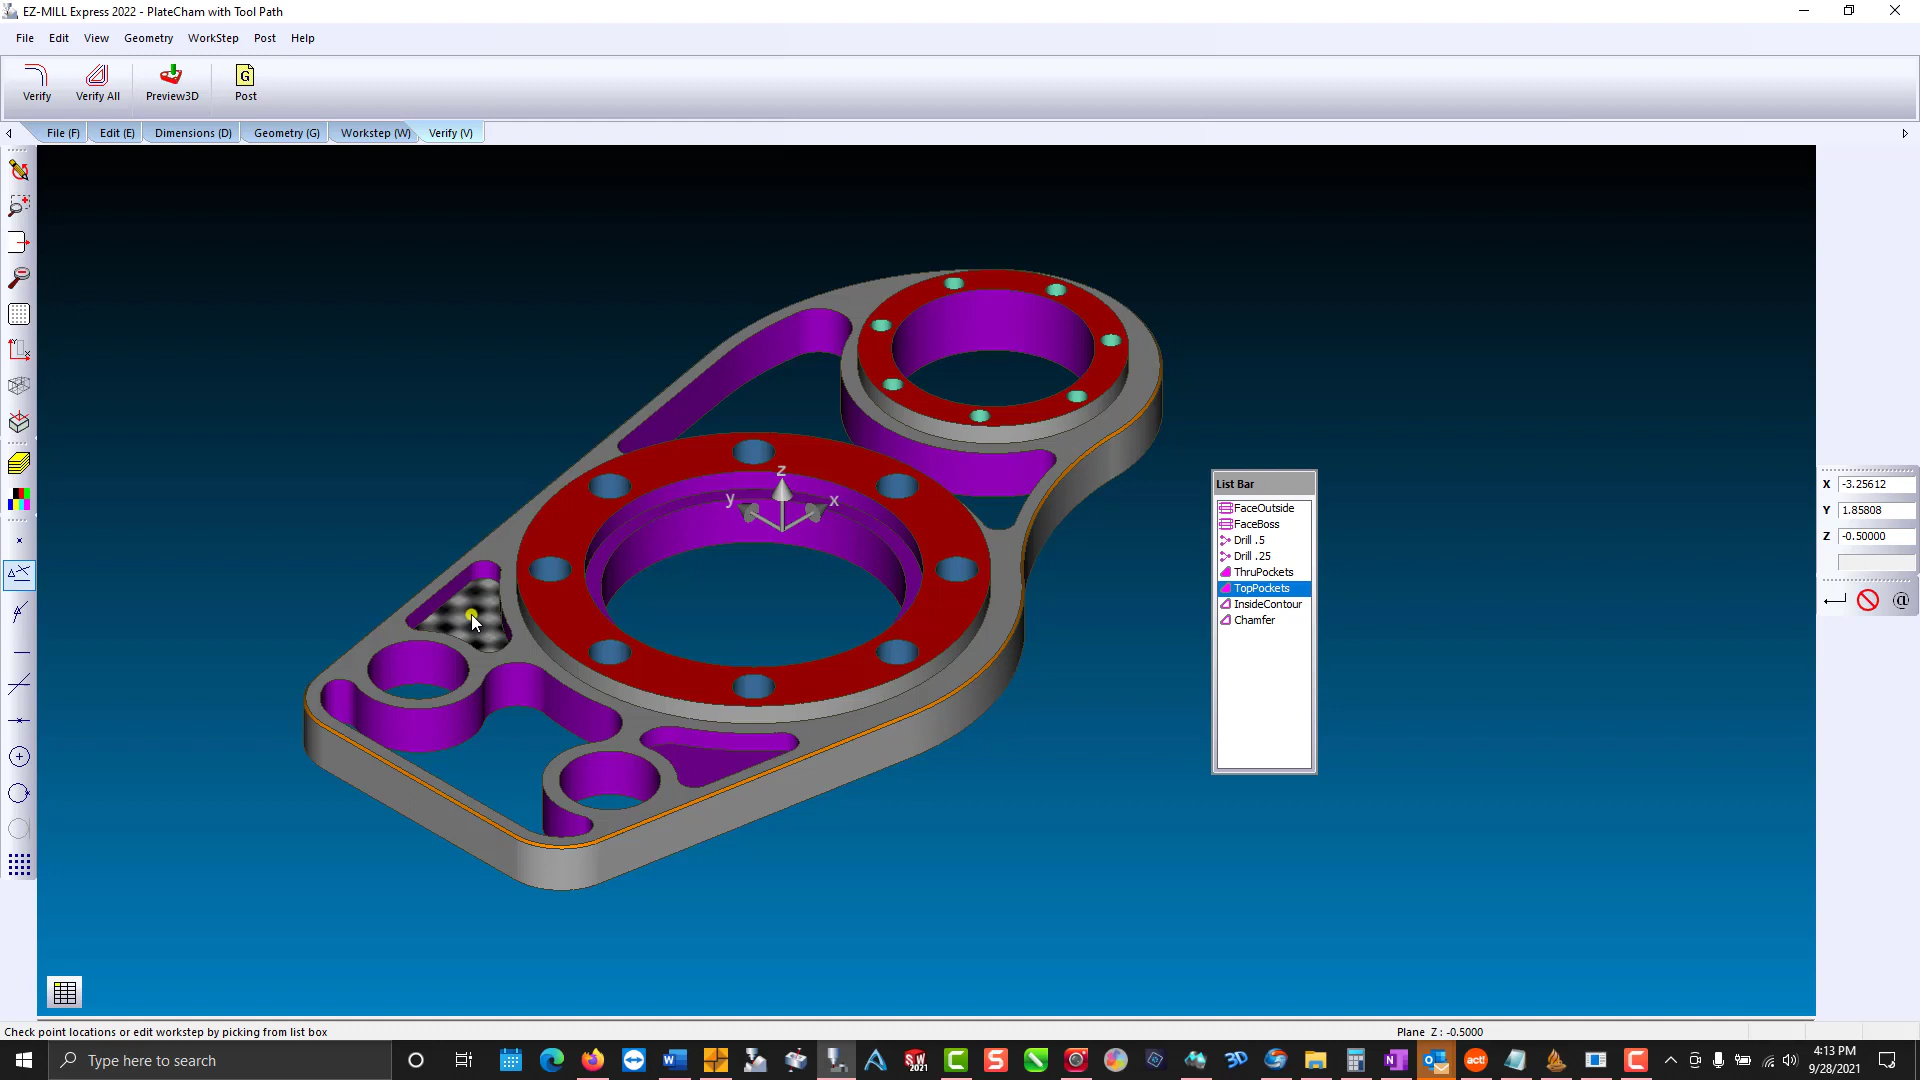 EZ-MILL Express 2022 - PlateCham with Tool Path
File Edit View Geometry WorkStep Post Help
Verify Verify All Preview3D Post
File (F) Edit (E) Dimensions (D) Geometry (G) Workstep (W) Verify (V)
z
y x
List Bar
FaceOutside
FaceBoss
Drill .5
Drill .25
ThruPockets
TopPockets
InsideContour
Chamfer
X -3.25612
Y 1.85808
Z -0.50000
@
Check point locations or edit workstep by picking from list box
Plane Z : -0.5000
Type here to search
4:13 PM
9/28/2021